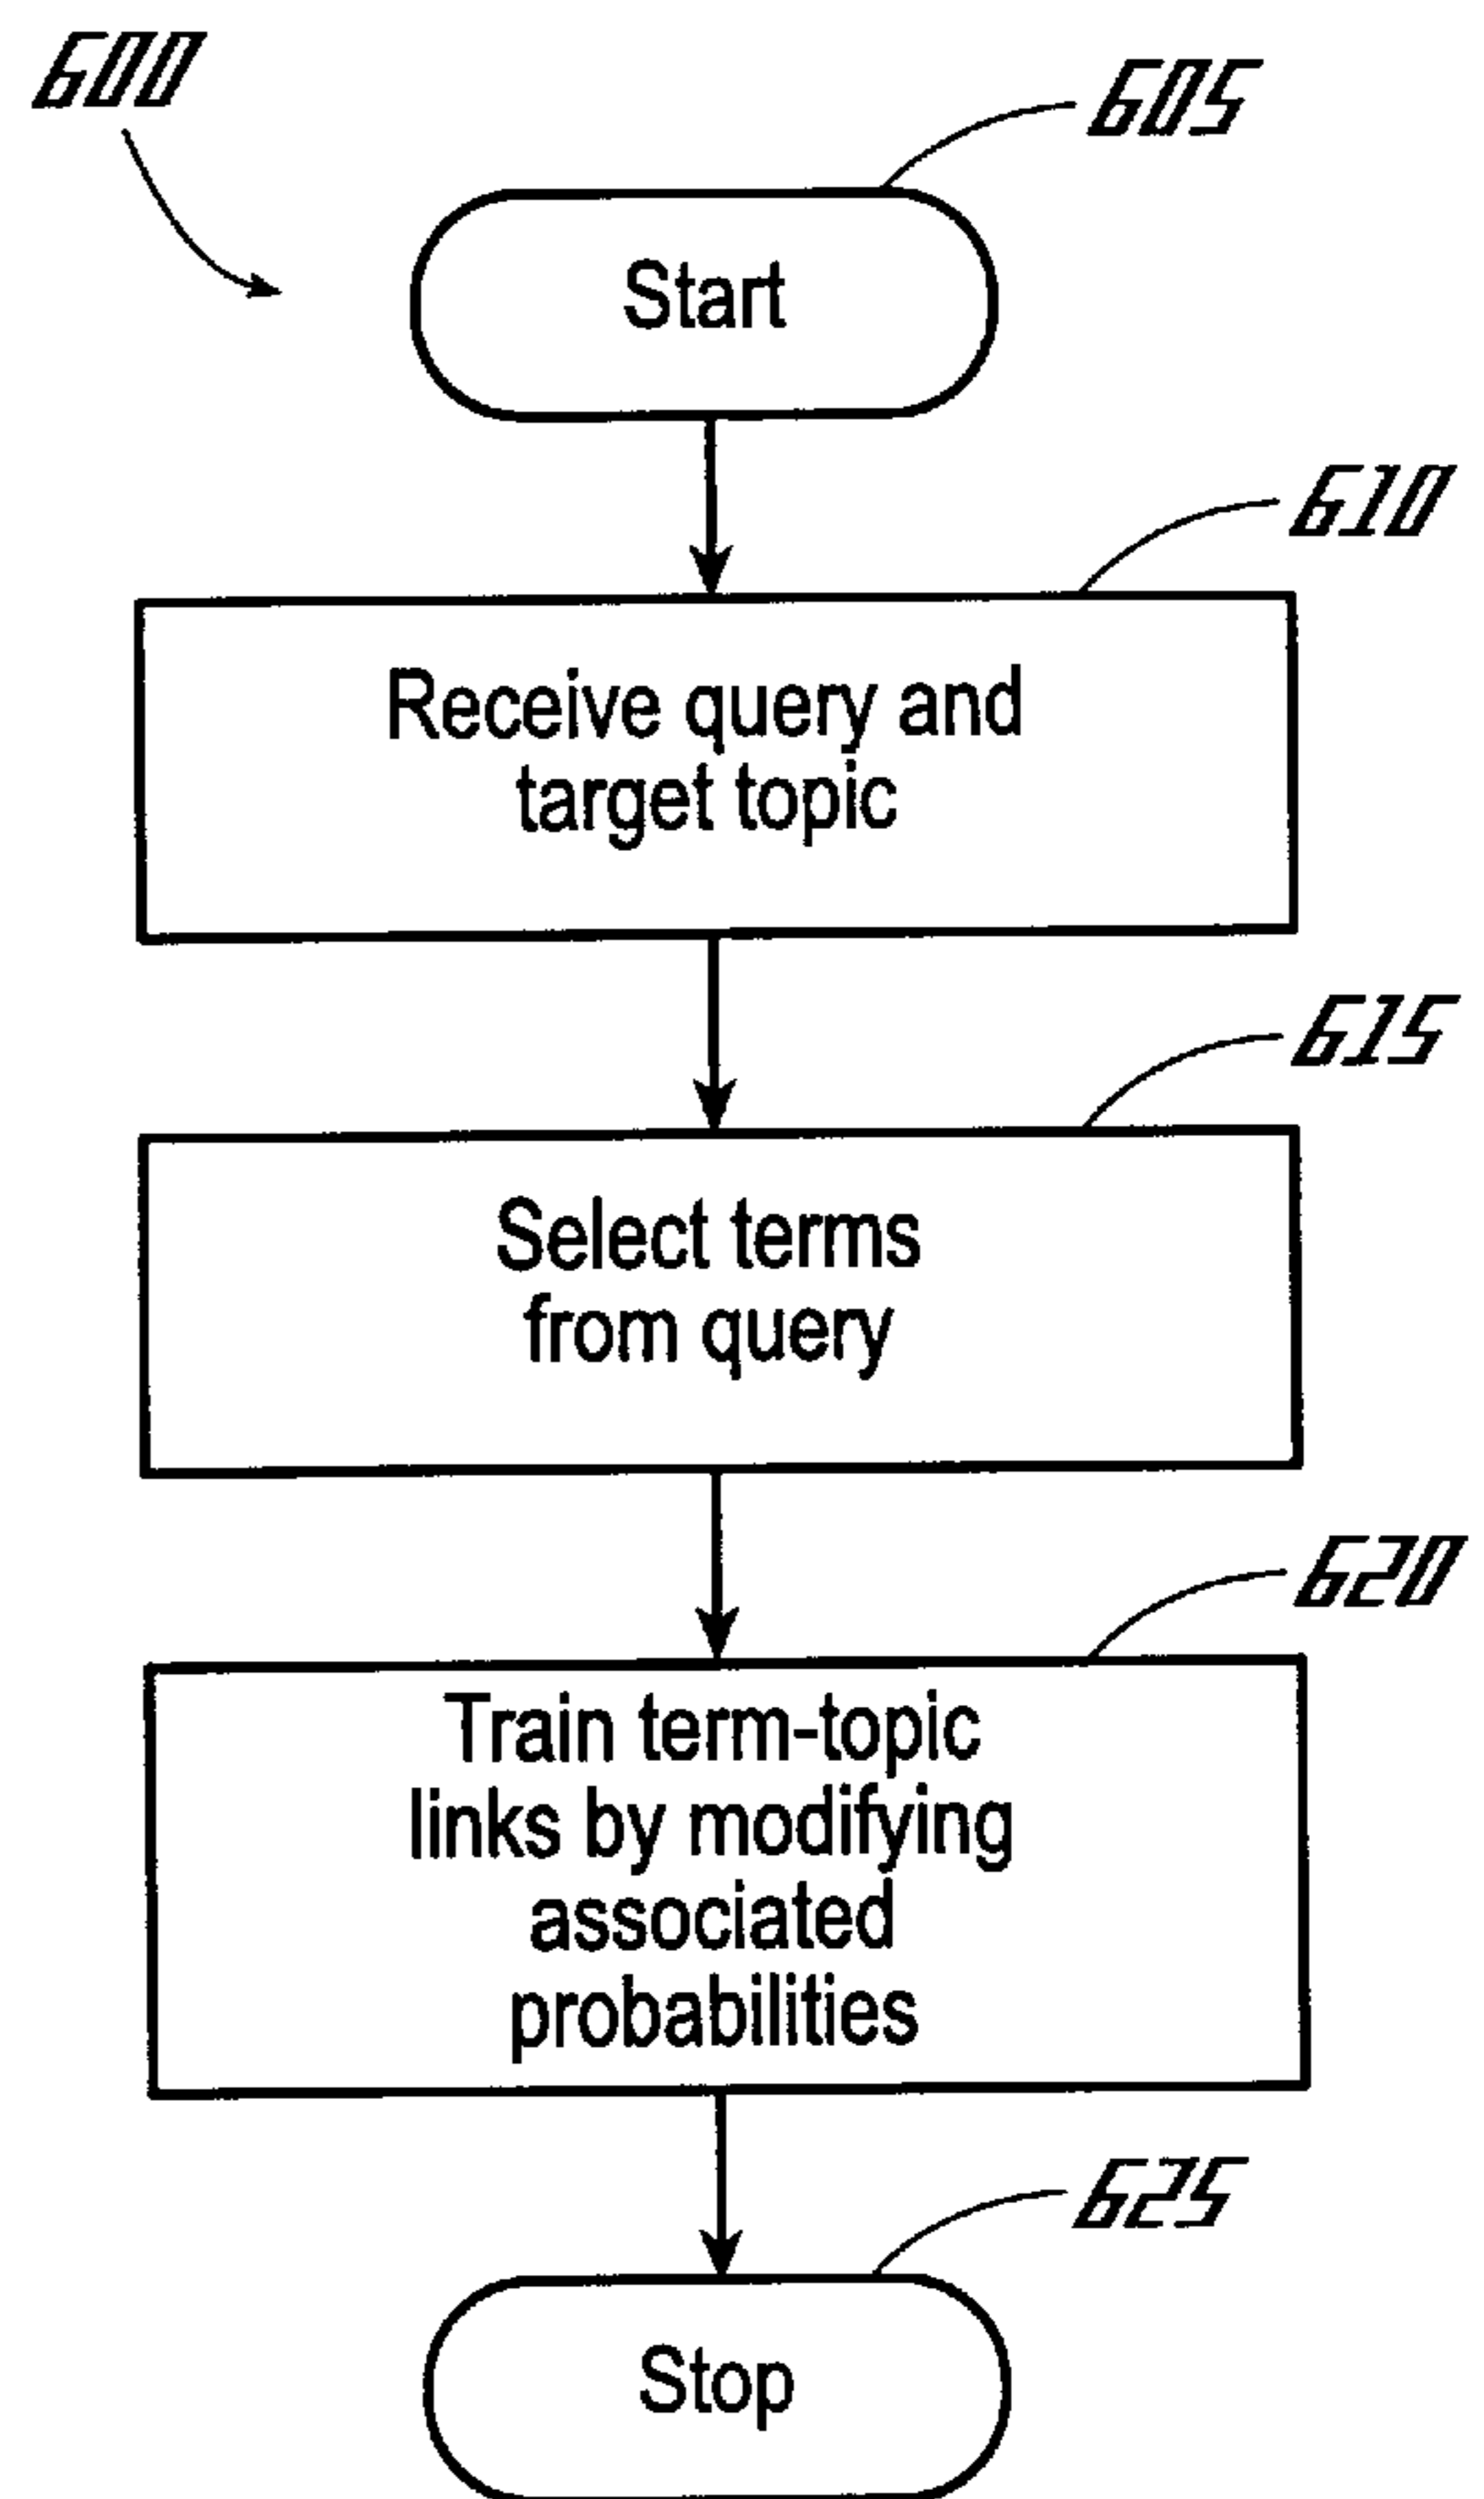 600
605
Start
610
Receive query and
target topic
615
Select terms
from query
620
Train term-topic
links by modifying
associated
probabilities
625
Stop